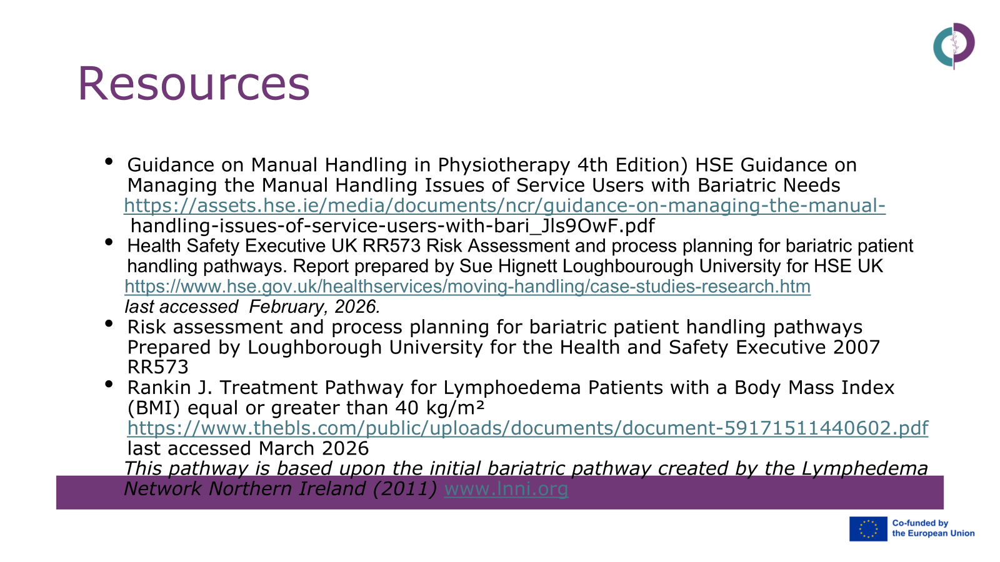 Resources
• Guidance on Manual Handling in Physiotherapy 4th Edition) HSE Guidance on
Managing the Manual Handling Issues of Service Users with Bariatric Needs
https://assets.hse.ie/media/documents/ncr/guidance-on-managing-the-manual-
handling-issues-of-service-users-with-bari_Jls9OwF.pdf
• Health Safety Executive UK RR573 Risk Assessment and process planning for bariatric patient
handling pathways. Report prepared by Sue Hignett Loughbourough University for HSE UK
https://www.hse.gov.uk/healthservices/moving-handling/case-studies-research.htm
last accessed  February, 2026.
• Risk assessment and process planning for bariatric patient handling pathways
Prepared by Loughborough University for the Health and Safety Executive 2007
RR573
• Rankin J. Treatment Pathway for Lymphoedema Patients with a Body Mass Index
(BMI) equal or greater than 40 kg/m²
https://www.thebls.com/public/uploads/documents/document-59171511440602.pdf
last accessed March 2026
This pathway is based upon the initial bariatric pathway created by the Lymphedema
Network Northern Ireland (2011) www.lnni.org
Co-funded by
the European Union